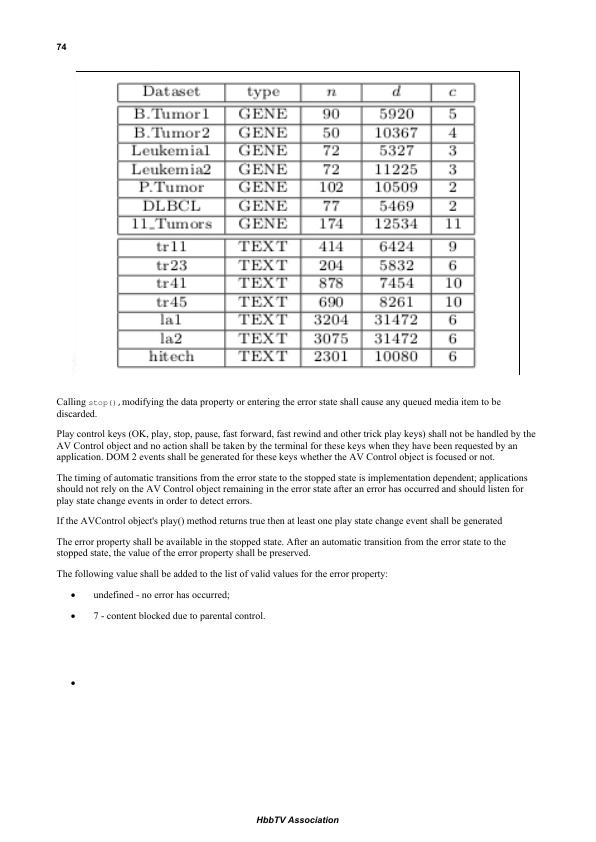 74
Dataset type n d c
B.Tumor1 GENE 90 5920 5
B.Tumor2 GENE 50 10367 4
Leukemia1 GENE 72 5327 3
Leukemia2 GENE 72 11225 3
P.Tumor GENE 102 10509 2
DLBCL GENE 77 5469 2
11_Tumors GENE 174 12534 11
tr11 TEXT 414 6424 9
tr23 TEXT 204 5832 6
tr41 TEXT 878 7454 10
tr45 TEXT 690 8261 10
la1 TEXT 3204 31472 6
la2 TEXT 3075 31472 6
hitech TEXT 2301 10080 6
Calling stop(), modifying the data property or entering the error state shall cause any queued media item to be
discarded.
Play control keys (OK, play, stop, pause, fast forward, fast rewind and other trick play keys) shall not be handled by the
AV Control object and no action shall be taken by the terminal for these keys when they have been requested by an
application. DOM 2 events shall be generated for these keys whether the AV Control object is focused or not.
The timing of automatic transitions from the error state to the stopped state is implementation dependent; applications
should not rely on the AV Control object remaining in the error state after an error has occurred and should listen for
play state change events in order to detect errors.
If the AVControl object's play() method returns true then at least one play state change event shall be generated
The error property shall be available in the stopped state. After an automatic transition from the error state to the
stopped state, the value of the error property shall be preserved.
The following value shall be added to the list of valid values for the error property:
• undefined - no error has occurred;
• 7 - content blocked due to parental control.
•
HbbTV Association